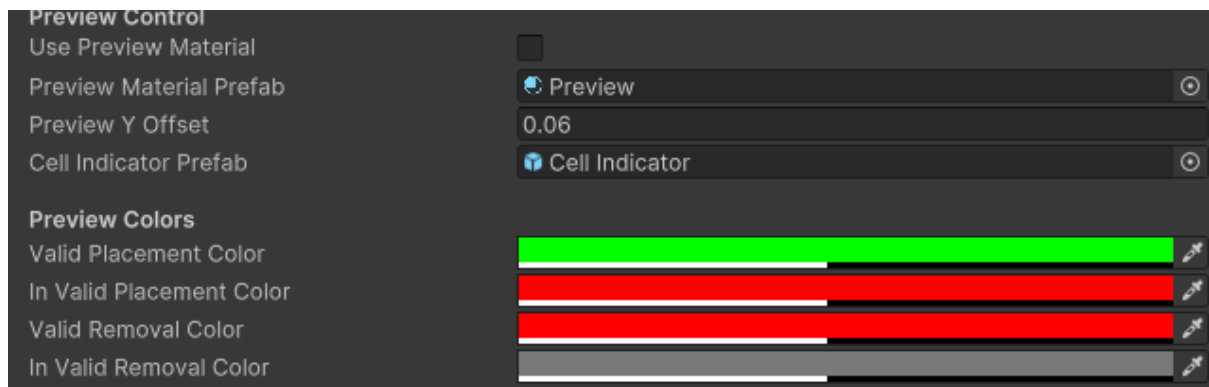 Preview Control
Use Preview Material
Preview Material Prefab Preview
Preview Y Offset 0.06
Cell Indicator Prefab Cell Indicator
Preview Colors
Valid Placement Color
In Valid Placement Color
Valid Removal Color
In Valid Removal Color